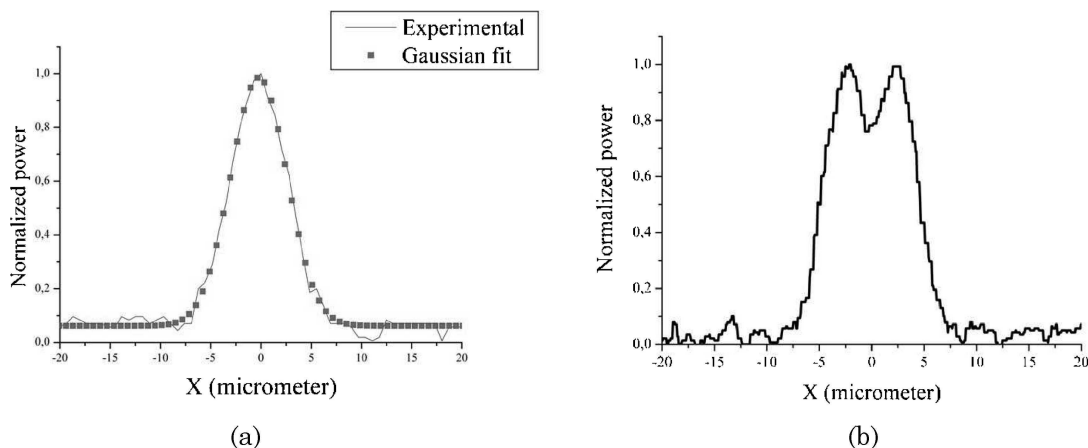 Experimental
Gaussian fit
Normalized power
1,0
0,8
0,6
0,4
0,2
0,0
-20 -15 -10 -5 0 5 10 15 20
X (micrometer)
(a)
Normalized power
1,0
0,8
0,6
0,4
0,2
0,0
-20 -15 -10 -5 0 5 10 15 20
X (micrometer)
(b)